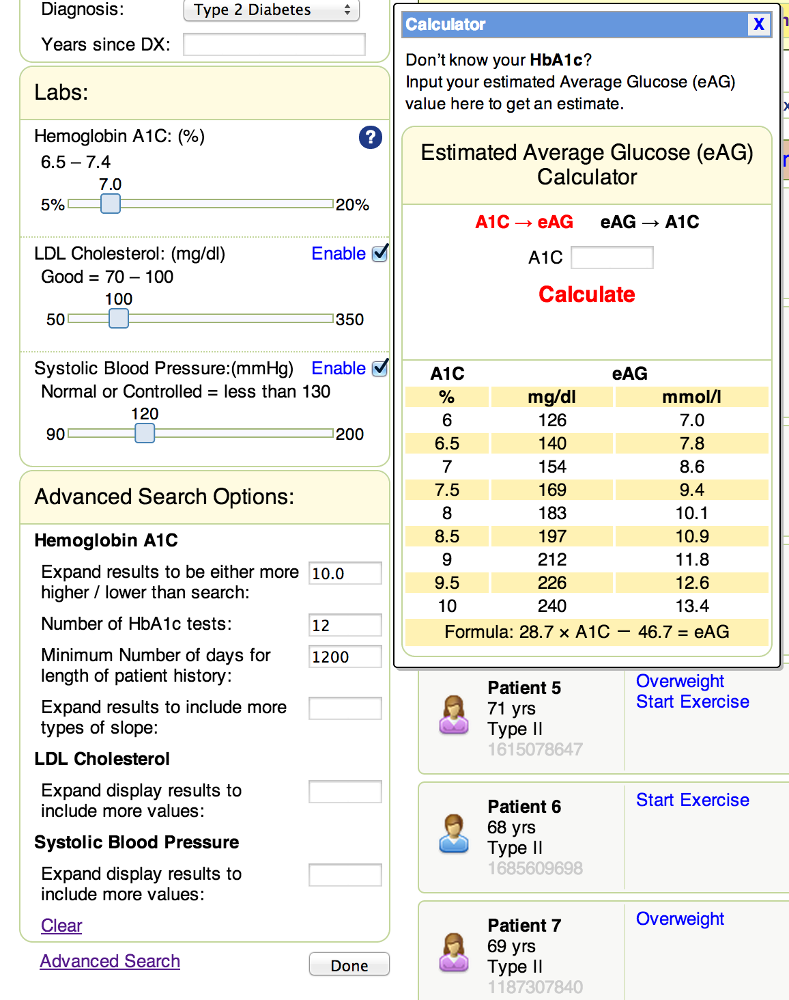 Diagnosis:
Type 2 Diabetes
Years since DX:
Labs:
Hemoglobin A1C: (%)
?
6.5 – 7.4
7.0
5%
20%
LDL Cholesterol: (mg/dl)
Enable
Good = 70 – 100
100
50
350
Systolic Blood Pressure:(mmHg)
Enable
Normal or Controlled = less than 130
120
90
200
Advanced Search Options:
Hemoglobin A1C
Expand results to be either more
higher / lower than search:
10.0
Number of HbA1c tests:
12
Minimum Number of days for
length of patient history:
1200
Expand results to include more
types of slope:
LDL Cholesterol
Expand display results to
include more values:
Systolic Blood Pressure
Expand display results to
include more values:
Clear
Advanced Search
Done
Calculator
X
Don't know your HbA1c?
Input your estimated Average Glucose (eAG)
value here to get an estimate.
Estimated Average Glucose (eAG)
Calculator
A1C → eAG eAG → A1C
A1C
Calculate
A1C eAG
% mg/dl mmol/l
6 126 7.0
6.5 140 7.8
7 154 8.6
7.5 169 9.4
8 183 10.1
8.5 197 10.9
9 212 11.8
9.5 226 12.6
10 240 13.4
Formula: 28.7 × A1C − 46.7 = eAG
Patient 5
71 yrs
Type II
1615078647
Overweight
Start Exercise
Patient 6
68 yrs
Type II
1685609698
Start Exercise
Patient 7
69 yrs
Type II
1187307840
Overweight